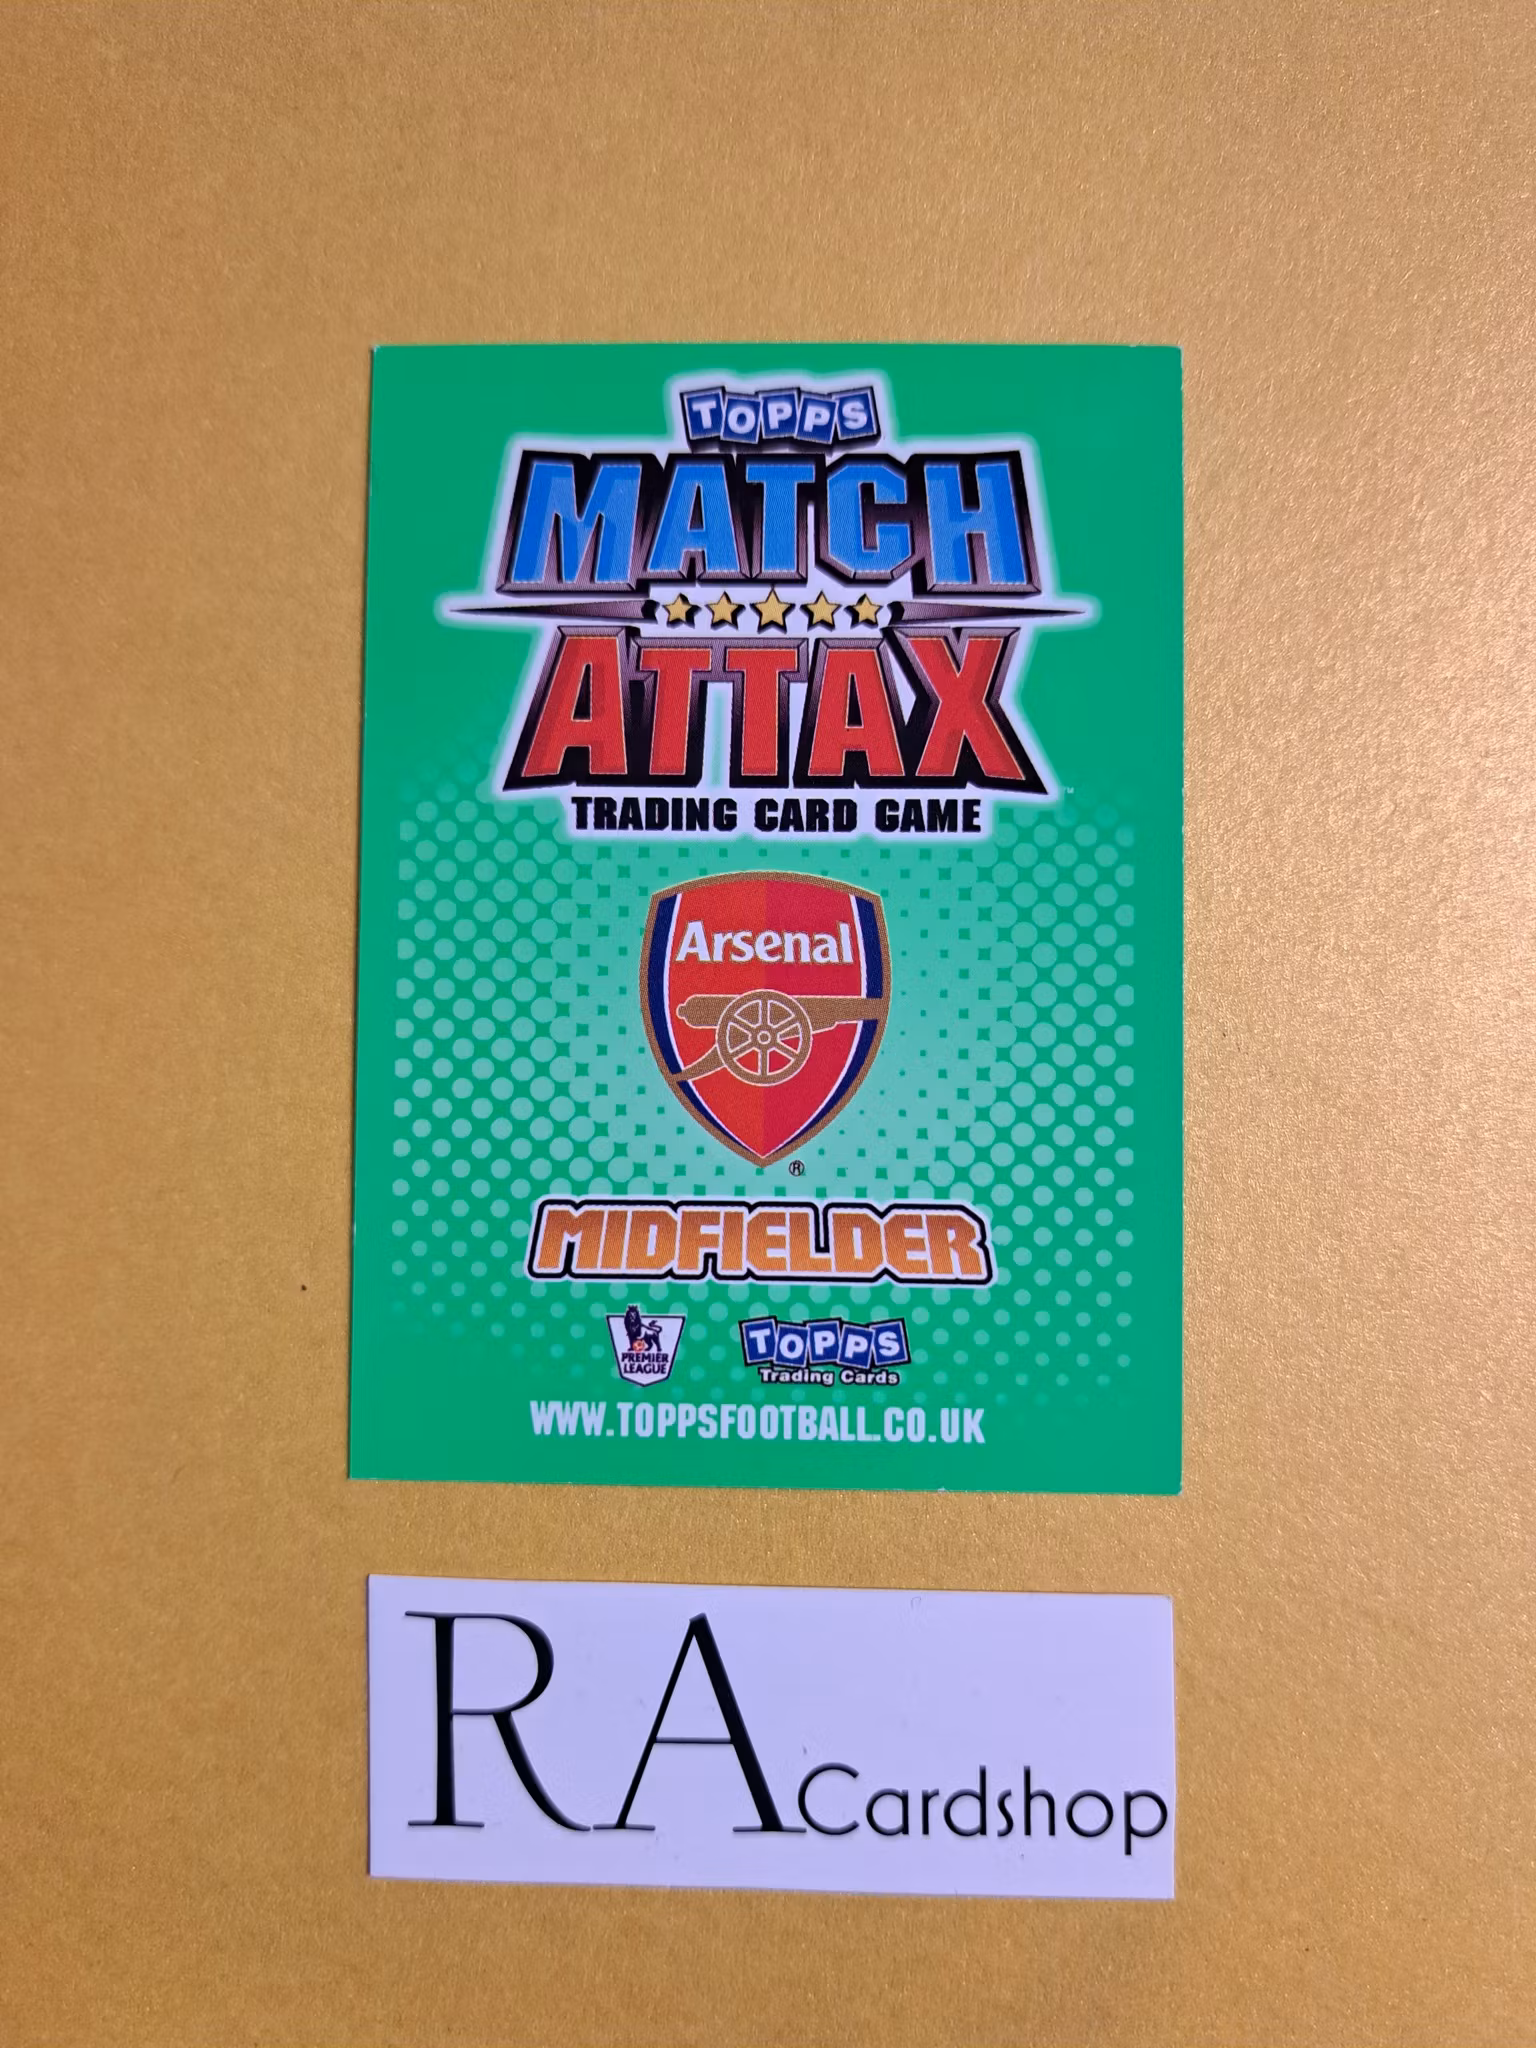 TOPPS
MATCH
ATTAX
™
TRADING CARD GAME
Arsenal
®
MIDFIELDER
PREMIER
LEAGUE
TOPPS
Trading Cards
WWW.TOPPSFOOTBALL.CO.UK
RA Cardshop